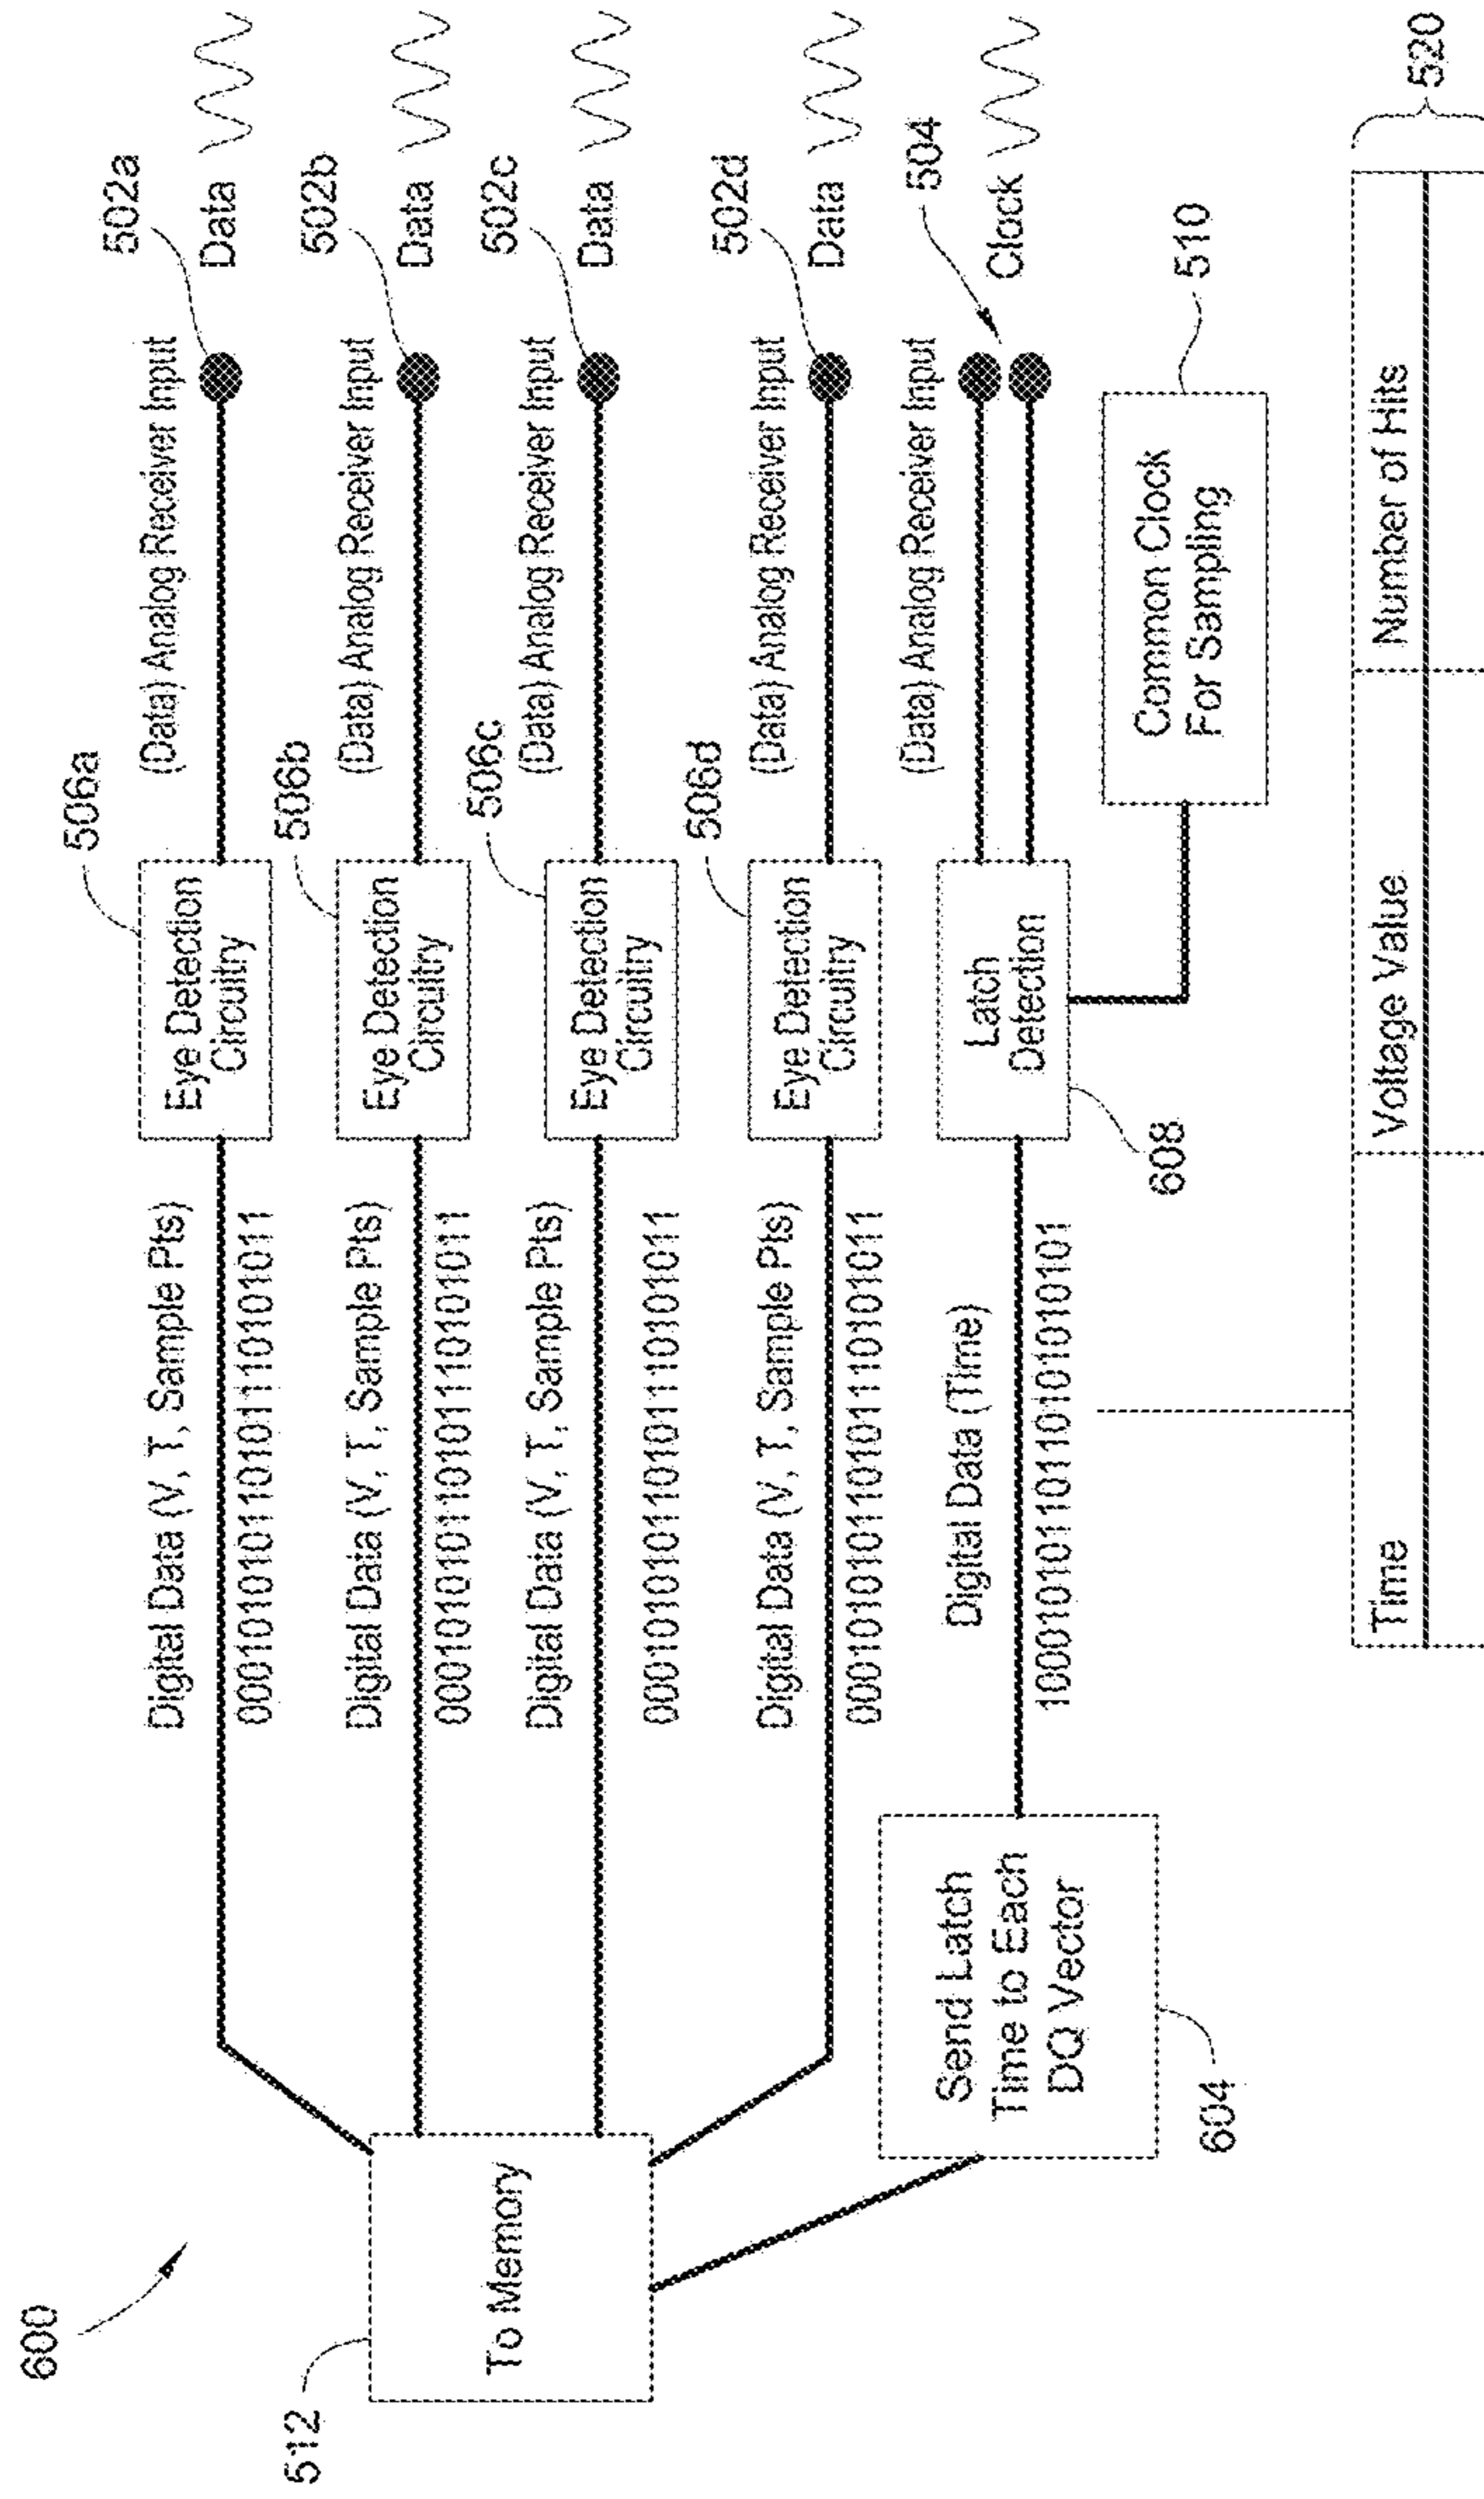 600
506a
502a
Digital Data (V, T, Sample Pts)
(Data) Analog Receiver Input
Eye Detection
Circuitry
Data
00010101011010101110101011
512
506b
502b
Digital Data (V, T, Sample Pts)
(Data) Analog Receiver Input
Eye Detection
Circuitry
Data
00010101011010101110101011
To Memory
506c
502c
Digital Data (V, T, Sample Pts)
(Data) Analog Receiver Input
Eye Detection
Circuitry
Data
00010101011010101110101011
506d
502d
Digital Data (V, T, Sample Pts)
(Data) Analog Receiver Input
Eye Detection
Circuitry
Data
00010101011010101110101011
504
Send Latch
Time to Each
DQ Vector
Digital Data (Time)
(Data) Analog Receiver Input
Latch
Detection
Clock
1000101011011010101010101
604
608
Common Clock
For Sampling
510
Time
Voltage Value
Number of Hits
520